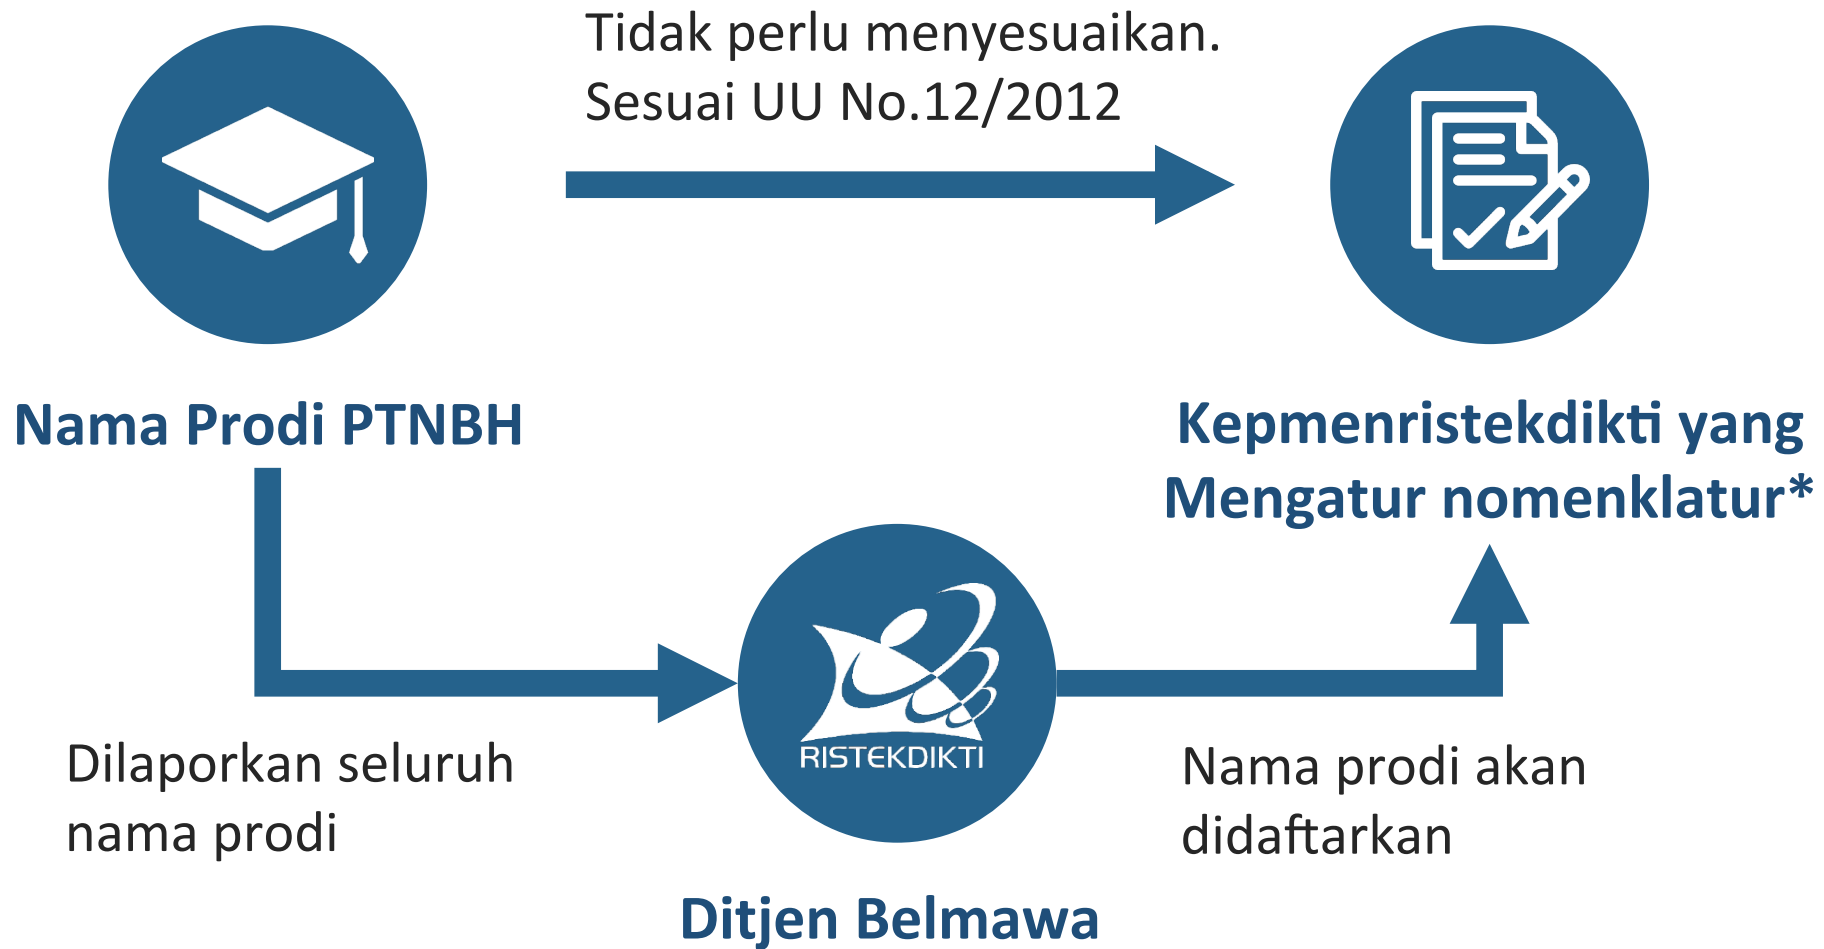 Tidak perlu menyesuaikan.
Sesuai UU No.12/2012
Nama Prodi PTNBH
Kepmenristekdikti yang
Mengatur nomenklatur*
RISTEKDIKTI
Dilaporkan seluruh
nama prodi
Nama prodi akan
didaftarkan
Ditjen Belmawa